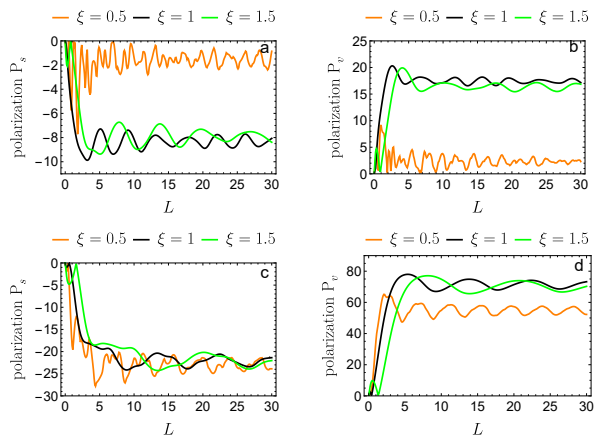 ξ = 0.5 ξ = 1 ξ = 1.5
ξ = 0.5 ξ = 1 ξ = 1.5
polarization P_s
0
−2
−4
−6
−8
−10
a
0 5 10 15 20 25 30
L
polarization P_v
25
20
15
10
5
0
b
0 5 10 15 20 25 30
L
ξ = 0.5 ξ = 1 ξ = 1.5
ξ = 0.5 ξ = 1 ξ = 1.5
polarization P_s
0
−5
−10
−15
−20
−25
−30
c
0 5 10 15 20 25 30
L
polarization P_v
80
60
40
20
0
d
0 5 10 15 20 25 30
L